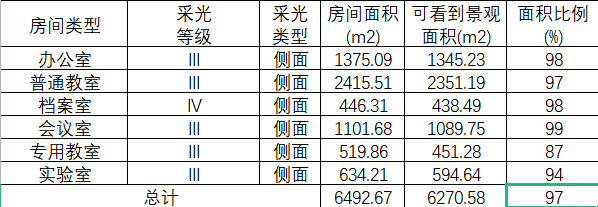 房间类型 采光等级 采光类型 房间面积(m2) 可看到景观面积(m2) 面积比例(%)
办公室 III 侧面 1375.09 1345.23 98
普通教室 III 侧面 2415.51 2351.19 97
档案室 IV 侧面 446.31 438.49 98
会议室 III 侧面 1101.68 1089.75 99
专用教室 III 侧面 519.86 451.28 87
实验室 III 侧面 634.21 594.64 94
总计 6492.67 6270.58 97